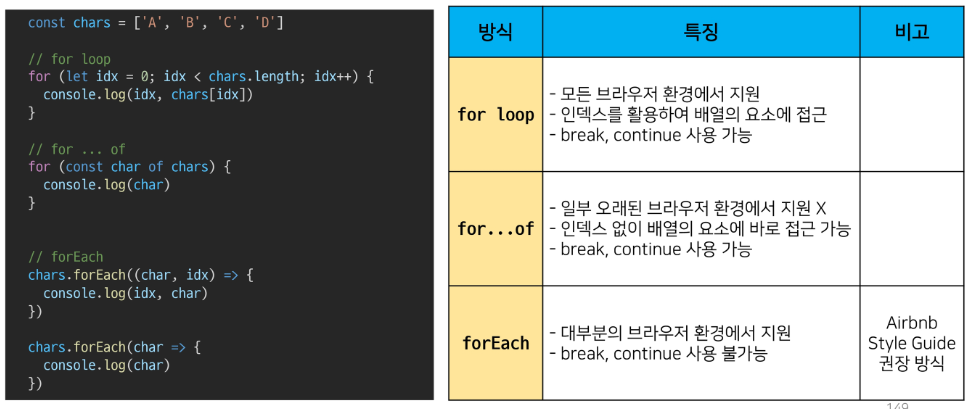 const chars = ['A', 'B', 'C', 'D']
// for loop
for (let idx = 0; idx < chars.length; idx++) {
  console.log(idx, chars[idx])
}
// for ... of
for (const char of chars) {
  console.log(char)
}
// forEach
chars.forEach((char, idx) => {
  console.log(idx, char)
})
chars.forEach(char => {
  console.log(char)
})
방식 특징 비고
for loop
- 모든 브라우저 환경에서 지원
- 인덱스를 활용하여 배열의 요소에 접근
- break, continue 사용 가능
for...of
- 일부 오래된 브라우저 환경에서 지원 X
- 인덱스 없이 배열의 요소에 바로 접근 가능
- break, continue 사용 가능
forEach
- 대부분의 브라우저 환경에서 지원
- break, continue 사용 불가능
Airbnb
Style Guide
권장 방식
149